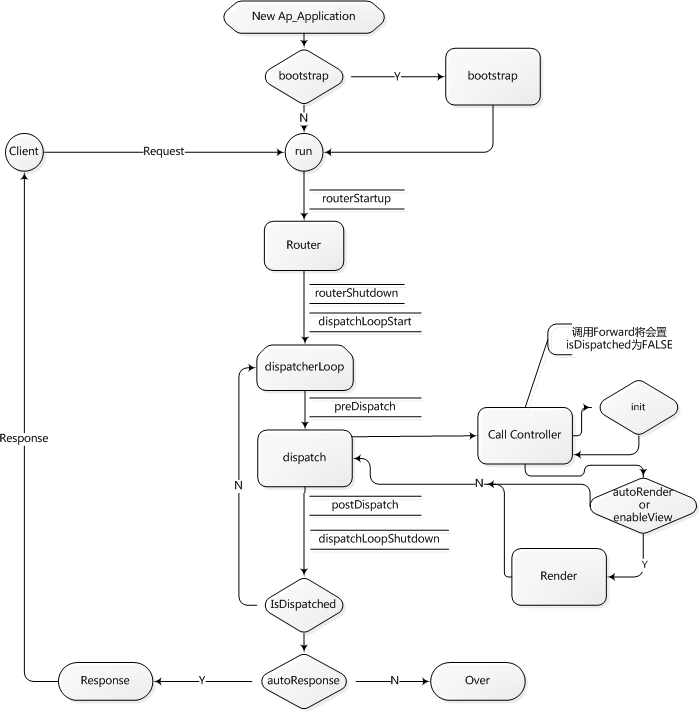 New Ap_Application
bootstrap
Y
bootstrap
N
Client
Request
run
routerStartup
Router
routerShutdown
dispatchLoopStart
调用Forward将会置
isDispatched为FALSE
dispatcherLoop
preDispatch
init
Call Controller
Response
dispatch
N
N
autoRender
or
enableView
postDispatch
dispatchLoopShutdown
Y
Render
IsDispatched
Response
Y
autoResponse
N
Over